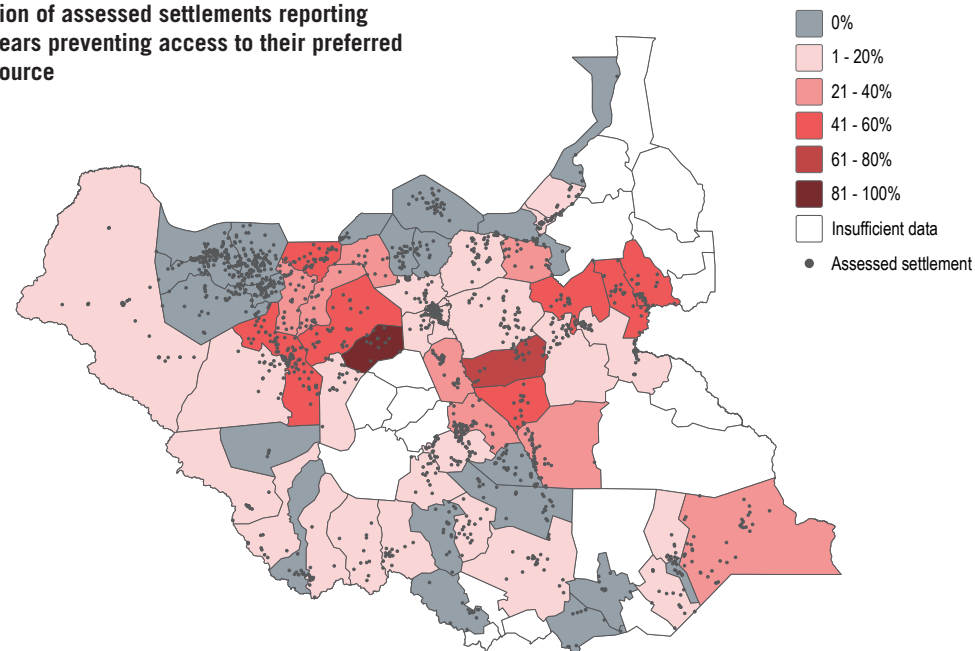 ion of assessed settlements reporting
ears preventing access to their preferred
ource
0%
1 - 20%
21 - 40%
41 - 60%
61 - 80%
81 - 100%
Insufficient data
Assessed settlement